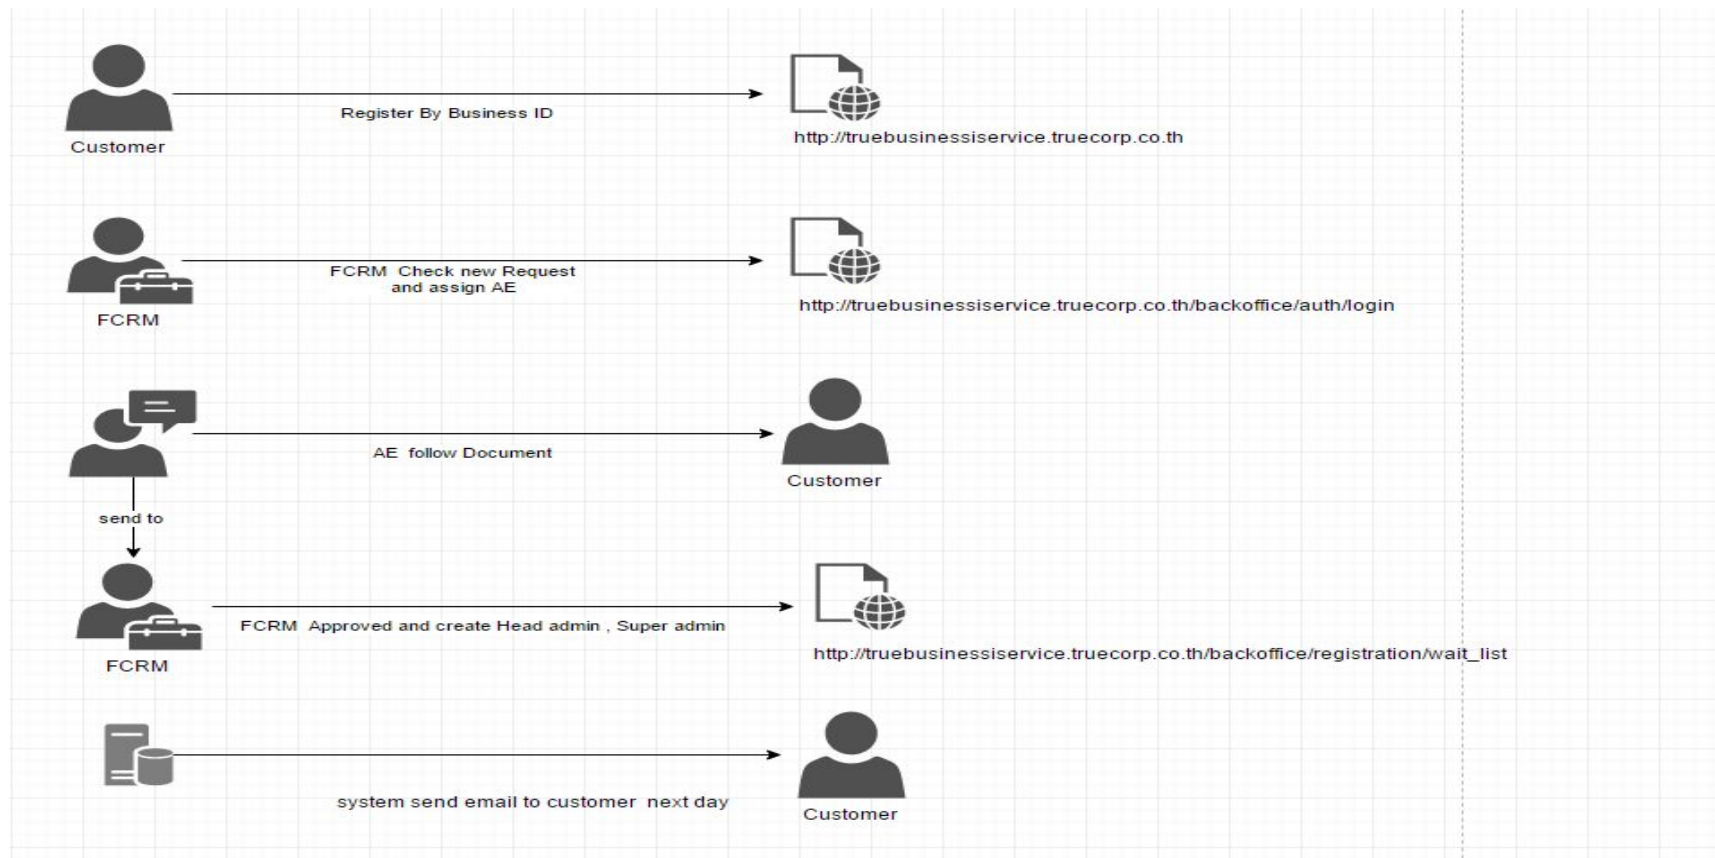 Register By Business ID
Customer
http://truebusinessiservice.truecorp.co.th
FCRM Check new Request
and assign AE
FCRM
http://truebusinessiservice.truecorp.co.th/backoffice/auth/login
AE follow Document
Customer
send to
FCRM Approved and create Head admin , Super admin
FCRM
http://truebusinessiservice.truecorp.co.th/backoffice/registration/wait_list
system send email to customer next day
Customer